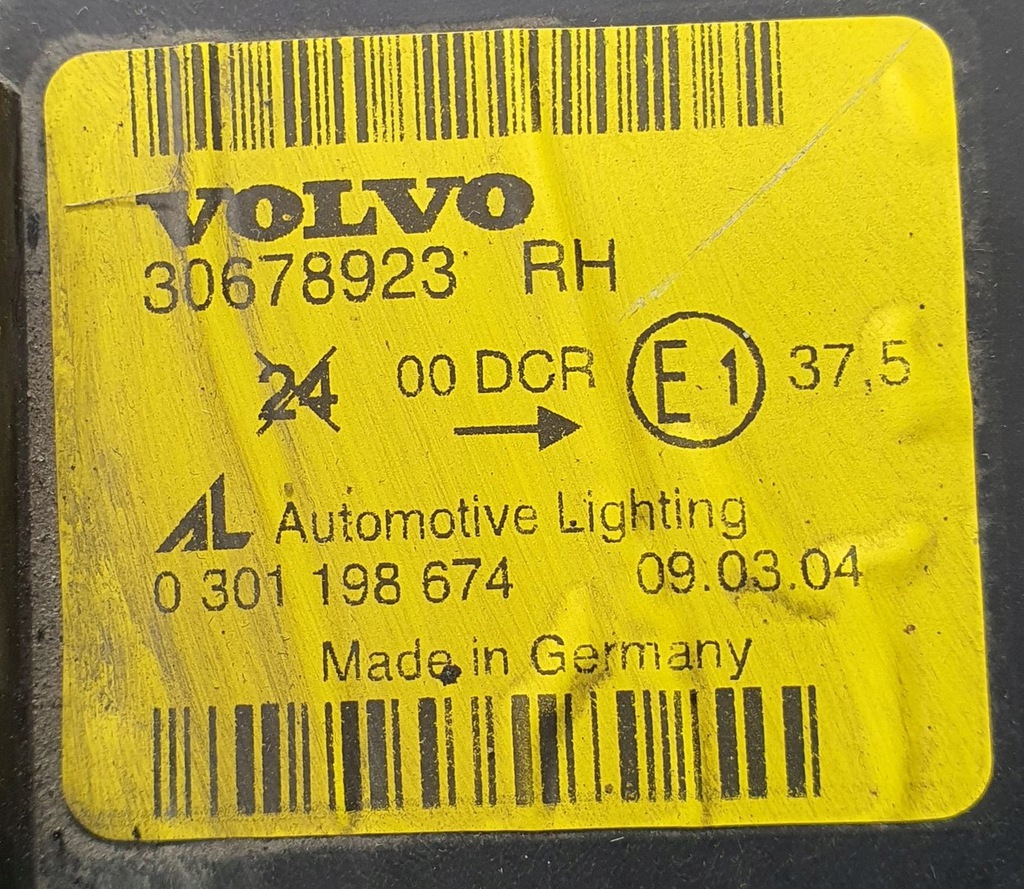 VOLVO
30678923 RH
24 00 DCR E1 37,5
AL Automotive Lighting
0 301 198 674 09.03.04
Made in Germany